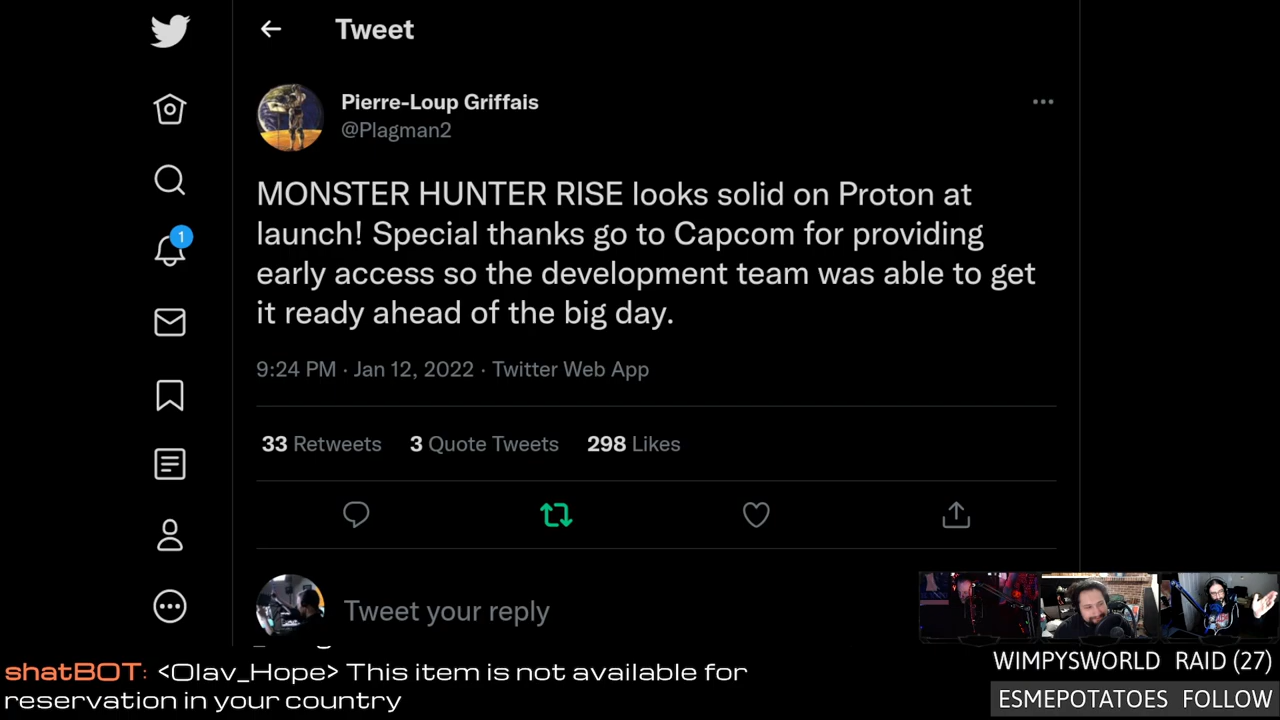 Tweet
Pierre-Loup Griffais
@Plagman2
MONSTER HUNTER RISE looks solid on Proton at
launch! Special thanks go to Capcom for providing
early access so the development team was able to get
it ready ahead of the big day.
9:24 PM · Jan 12, 2022 · Twitter Web App
33 Retweets 3 Quote Tweets 298 Likes
1
Tweet your reply
shatBOT: <Olav_Hope> This item is not available for
reservation in your country
WIMPYSWORLD RAID (27)
ESMEPOTATOES FOLLOW